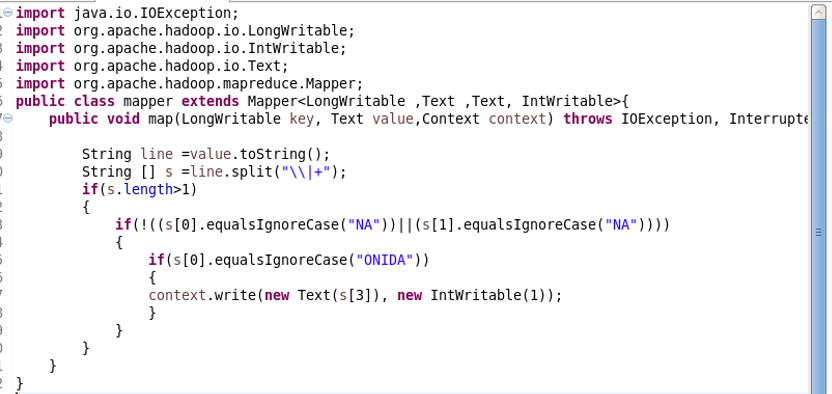 import java.io.IOException;
import org.apache.hadoop.io.LongWritable;
import org.apache.hadoop.io.IntWritable;
import org.apache.hadoop.io.Text;
import org.apache.hadoop.mapreduce.Mapper;
public class mapper extends Mapper<LongWritable ,Text ,Text, IntWritable>{
    public void map(LongWritable key, Text value,Context context) throws IOException, Interrupte

        String line =value.toString();
        String [] s =line.split("\\|+");
        if(s.length>1)
        {
            if(!((s[0].equalsIgnoreCase("NA"))||(s[1].equalsIgnoreCase("NA"))))
            {
                if(s[0].equalsIgnoreCase("ONIDA"))
                {
                context.write(new Text(s[3]), new IntWritable(1));
                }
            }
        }
    }
}